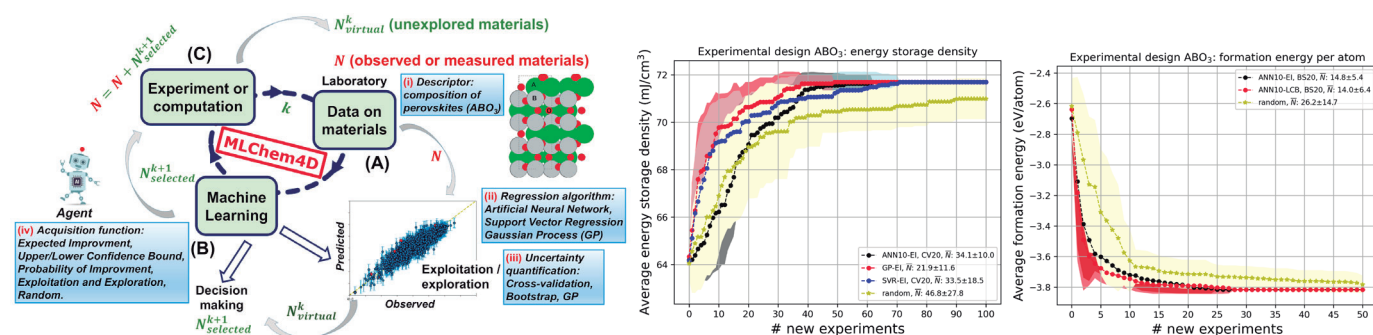 N^k_virtual (unexplored materials)
(C)
N = N + N^{k+1}_selected
N (observed or measured materials)
Experiment or
computation
k
Laboratory
Data on
materials
(A)
(i) Descriptor:
composition of
perovskites (ABO3)
A
B
MLChem4D
N
N^{k+1}_selected
Machine
Learning
(B)
AI
Agent
(iv) Acquisition function:
Expected Improvment,
Upper/Lower Confidence Bound,
Probability of Improvment,
Exploitation and Exploration,
Random.
Decision
making
N^{k+1}_selected
N^k_virtual
Predicted
Observed
Exploitation /
exploration
(ii) Regression algorithm:
Artificial Neural Network,
Support Vector Regression
Gaussian Process (GP)
(iii) Uncertainty
quantification:
Cross-validation,
Bootstrap, GP
Experimental design ABO3: energy storage density
Average energy storage density (mJ/cm³)
72
70
68
66
64
62
ANN10-EI, CV20, N̄: 34.1±10.0
GP-EI, N̄: 21.9±11.6
SVR-EI, CV20, N̄: 33.5±18.5
random, N̄: 46.8±27.8
0 10 20 30 40 50 60 70 80 90 100
# new experiments
Experimental design ABO3: formation energy per atom
Average formation energy (eV/atom)
−2.4
−2.6
−2.8
−3.0
−3.2
−3.4
−3.6
−3.8
ANN10-EI, BS20, N̄: 14.8±5.4
ANN10-LCB, BS20, N̄: 14.0±6.4
random, N̄: 26.2±14.7
0 5 10 15 20 25 30 35 40 45 50
# new experiments